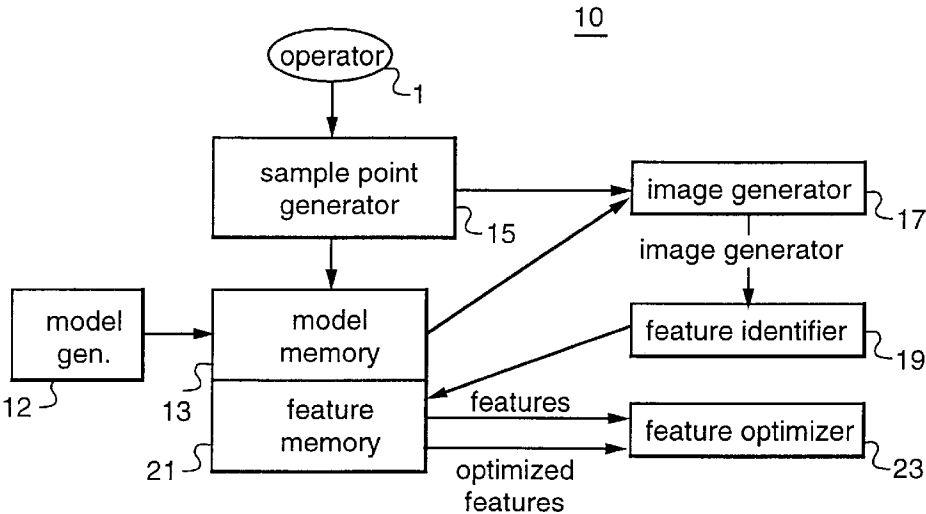 10
operator
1
sample point
generator
15
image generator
17
image generator
model
gen.
12
model
memory
13
feature identifier
19
feature
memory
21
features
optimized
features
feature optimizer
23